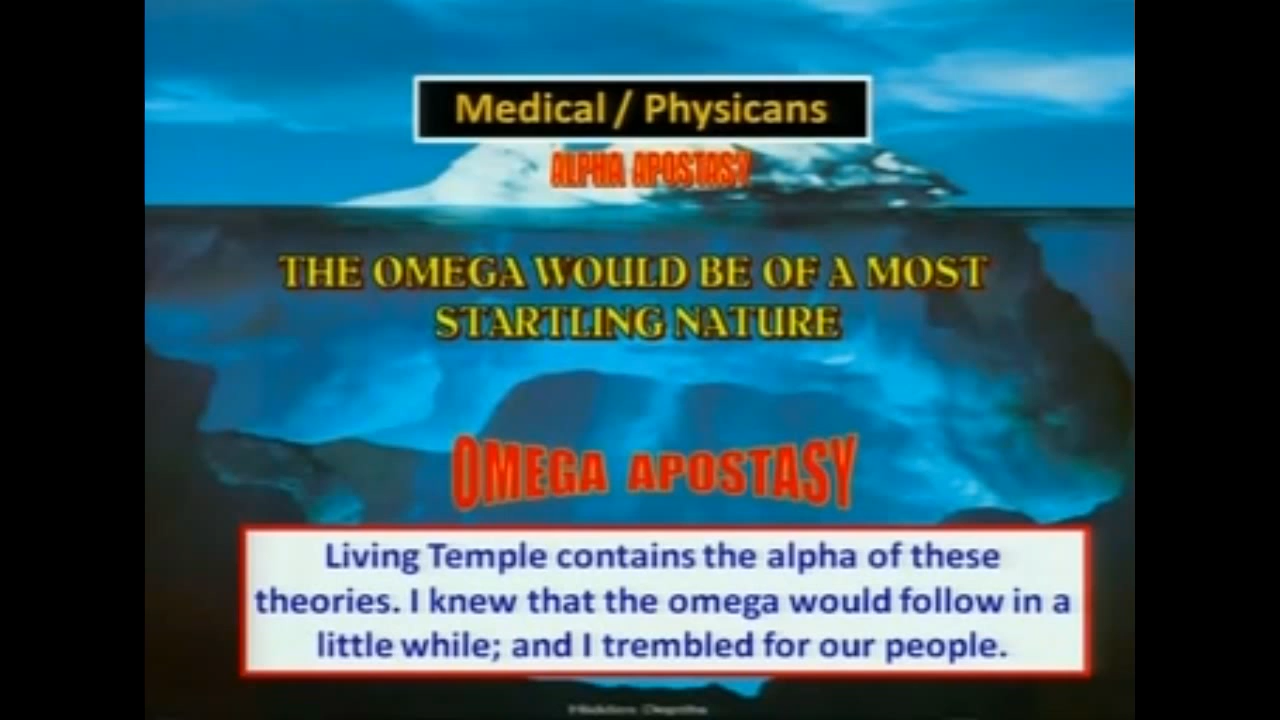 Medical / Physicans
ALPHA APOSTASY
THE OMEGA WOULD BE OF A MOST
STARTLING NATURE
OMEGA APOSTASY
Living Temple contains the alpha of these
theories. I knew that the omega would follow in a
little while; and I trembled for our people.